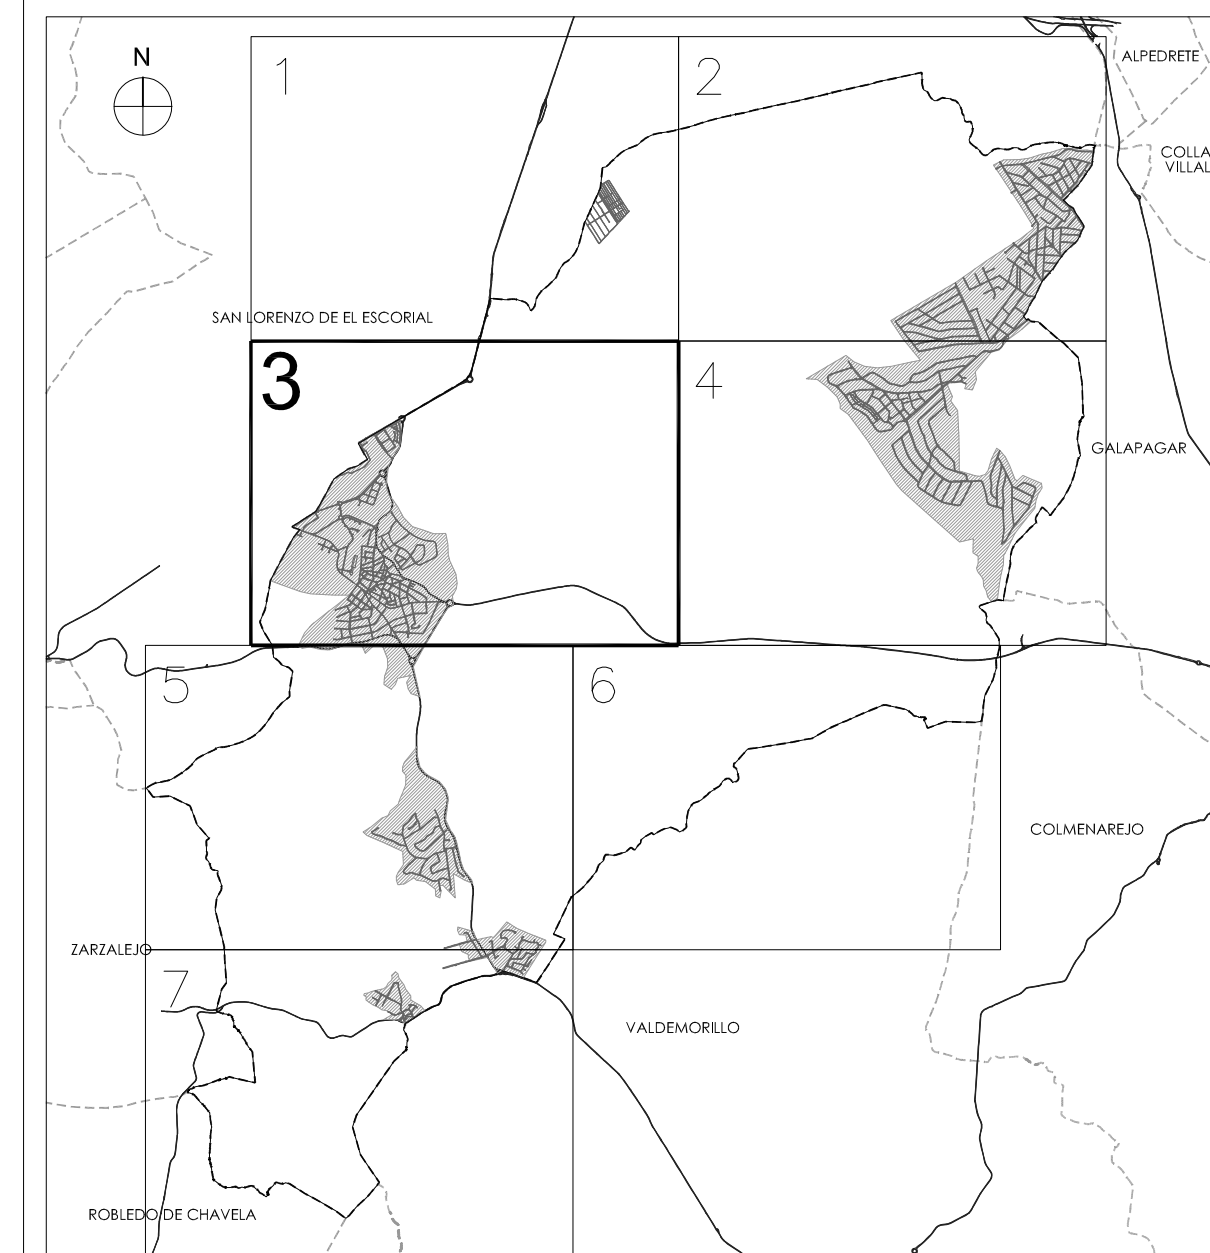 N
1
2
ALPEDRETE
COLLA
VILLAL
SAN LORENZO DE EL ESCORIAL
3
4
GALAPAGAR
5
6
COLMENAREJO
ZARZALEJO
7
VALDEMORILLO
ROBLEDO DE CHAVELA